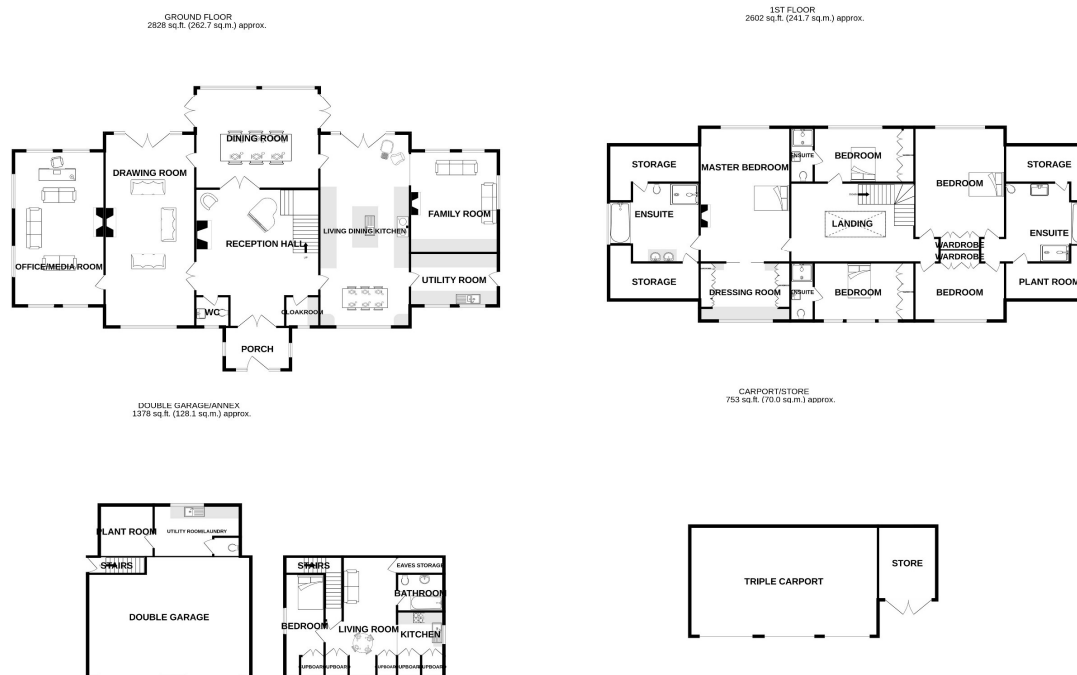 GROUND FLOOR
2828 sq.ft. (262.7 sq.m.) approx.
DINING ROOM
DRAWING ROOM
FAMILY ROOM
LIVING DINING KITCHEN
RECEPTION HALL
OFFICE/MEDIA ROOM
UTILITY ROOM
WC
CLOAKROOM
PORCH
1ST FLOOR
2602 sq.ft. (241.7 sq.m.) approx.
STORAGE
MASTER BEDROOM
ENSUITE
BEDROOM
STORAGE
BEDROOM
ENSUITE
LANDING
ENSUITE
WARDROBE
WARDROBE
STORAGE
DRESSING ROOM
ENSUITE
BEDROOM
BEDROOM
PLANT ROOM
DOUBLE GARAGE/ANNEX
1378 sq.ft. (128.1 sq.m.) approx.
PLANT ROOM
UTILITY ROOM/LAUNDRY
STAIRS
DOUBLE GARAGE
STAIRS
EAVES STORAGE
BATHROOM
BEDROOM
LIVING ROOM
KITCHEN
CUPBOARD
CUPBOARD
CUPBOARD
CUPBOARD
CUPBOARD
CARPORT/STORE
753 sq.ft. (70.0 sq.m.) approx.
TRIPLE CARPORT
STORE